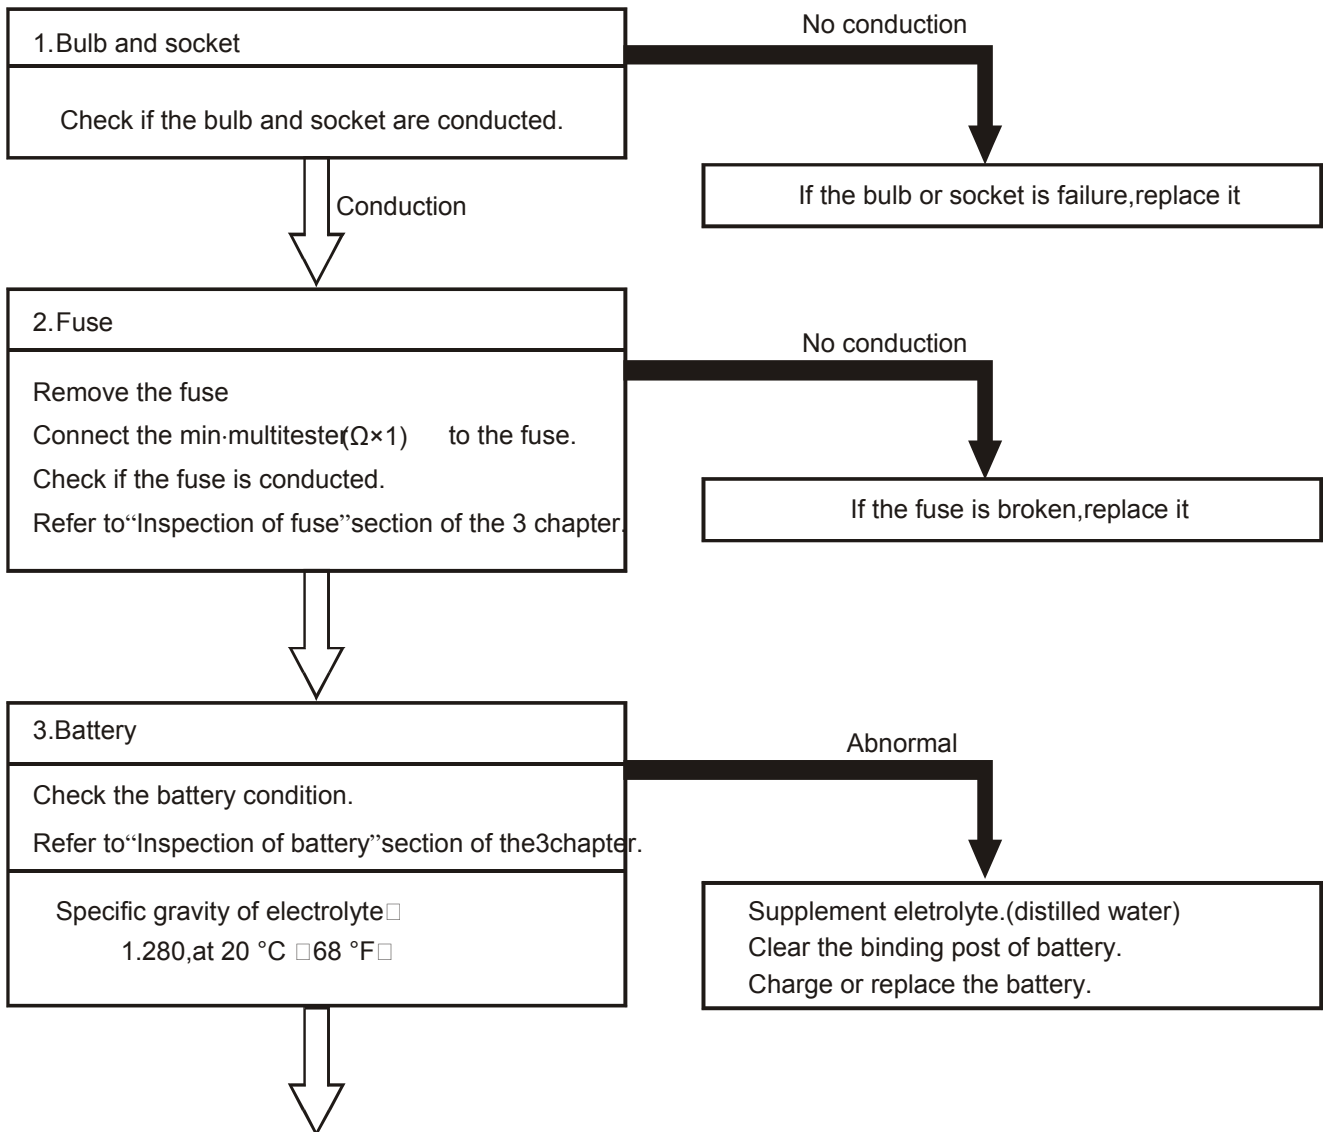 1.Bulb and socket
No conduction
Check if the bulb and socket are conducted.
If the bulb or socket is failure,replace it
Conduction
2.Fuse
No conduction
Remove the fuse
Connect the min·multitester(Ω×1) to the fuse.
Check if the fuse is conducted.
Refer to“Inspection of fuse”section of the 3 chapter.
If the fuse is broken,replace it
3.Battery
Abnormal
Check the battery condition.
Refer to“Inspection of battery”section of the3chapter.
Specific gravity of electrolyte□
1.280,at 20 °C □68 °F□
Supplement eletrolyte.(distilled water)
Clear the binding post of battery.
Charge or replace the battery.